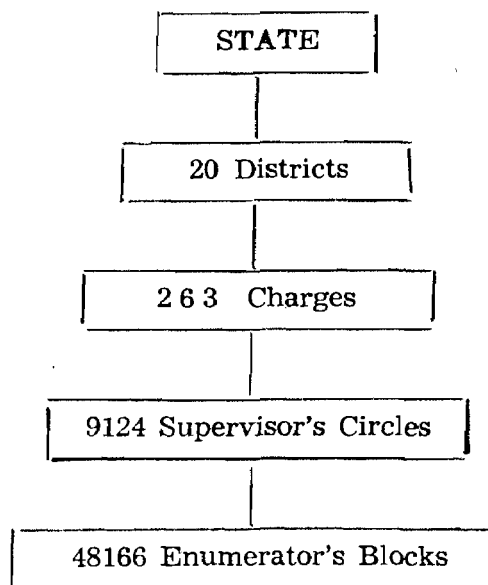 STATE
20 Districts
263 Charges
9124 Supervisor's Circles
48166 Enumerator's Blocks